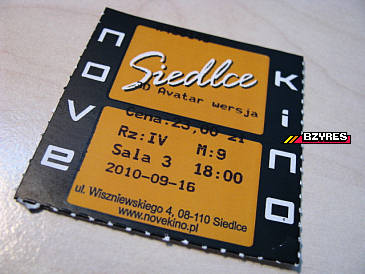 nove
kino
Siedlce
3D Avatar wersja
Cena:25,00 zł
Rz:IV M:9
Sala 3 18:00
2010-09-16
ul. Wiszniewskiego 4, 08-110 Siedlce
www.novekino.pl
BZYRES